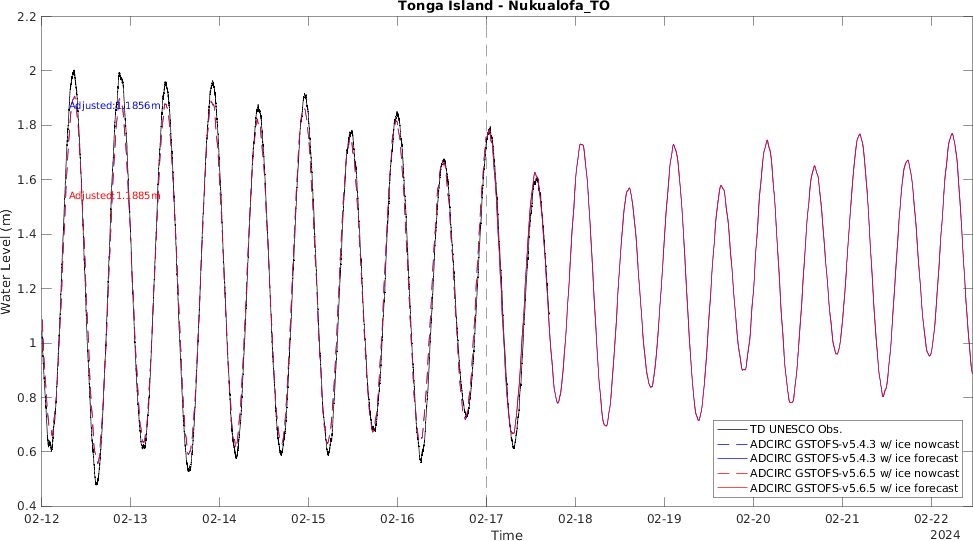 Tonga Island - Nukualofa_TO
Water Level (m)
2.2
2
1.8
1.6
1.4
1.2
1
0.8
0.6
0.4
Adjusted:1.1856m
Adjusted:1.1885m
TD UNESCO Obs.
ADCIRC GSTOFS-v5.4.3 w/ ice nowcast
ADCIRC GSTOFS-v5.4.3 w/ ice forecast
ADCIRC GSTOFS-v5.6.5 w/ ice nowcast
ADCIRC GSTOFS-v5.6.5 w/ ice forecast
02-12 02-13 02-14 02-15 02-16 02-17 02-18 02-19 02-20 02-21 02-22
Time
2024